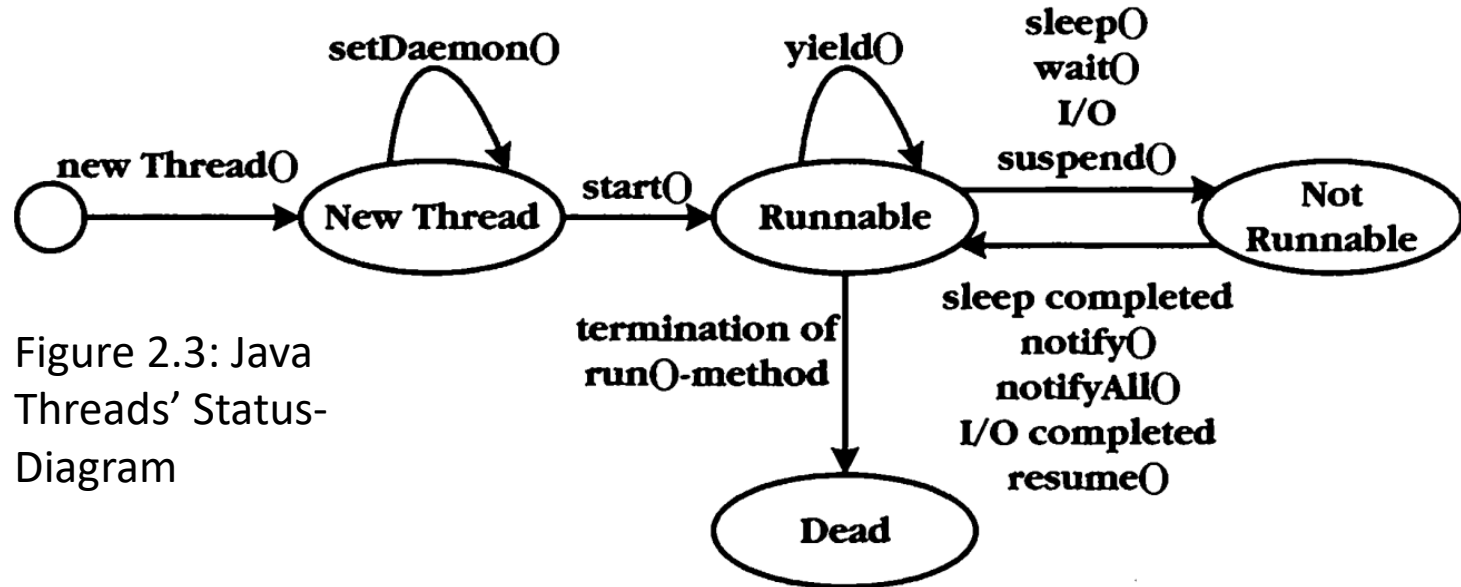 setDaemon()
yield()
sleep()
wait()
I/O
suspend()
new Thread()
New Thread
start()
Runnable
Not
Runnable
termination of
run()-method
sleep completed
notify()
notifyAll()
I/O completed
resume()
Figure 2.3: Java
Threads’ Status-
Diagram
Dead